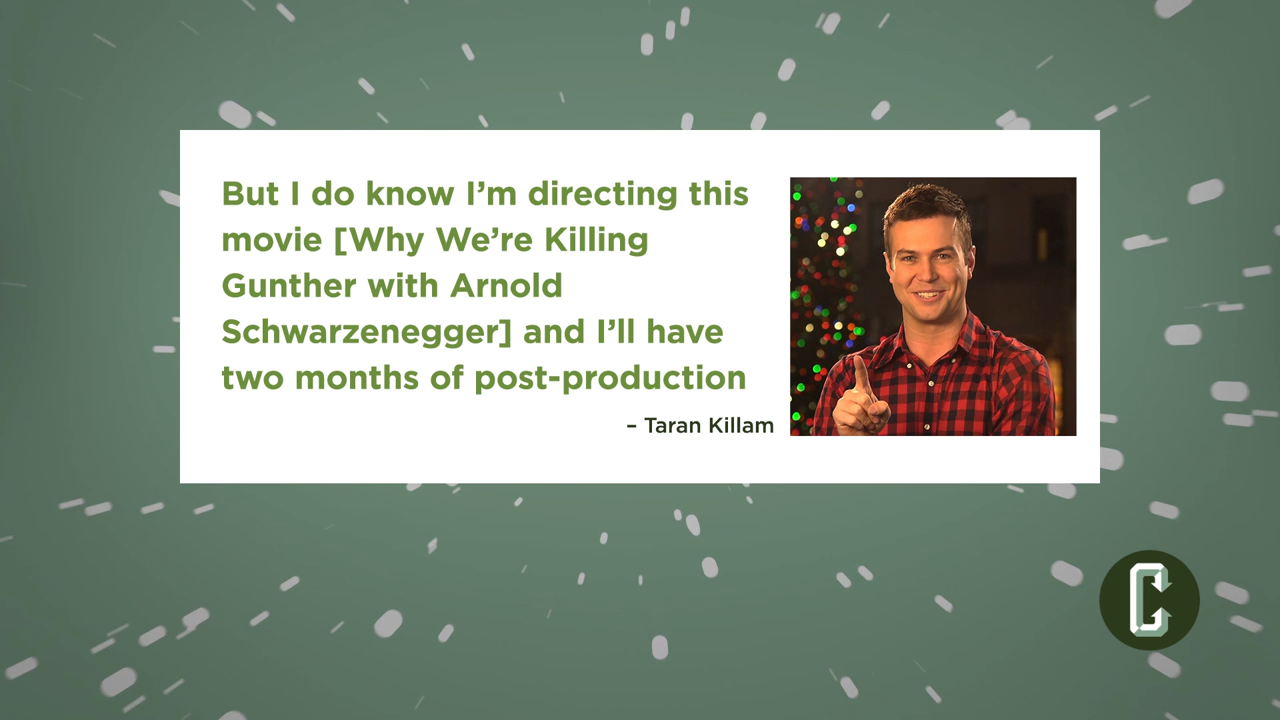 But I do know I’m directing this
movie [Why We’re Killing
Gunther with Arnold
Schwarzenegger] and I’ll have
two months of post-production
– Taran Killam
C